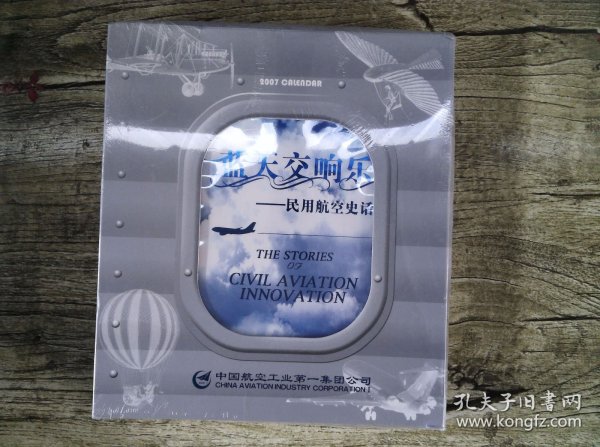 2007 CALENDAR
蓝天交响乐
——民用航空史话
THE STORIES
OF
CIVIL AVIATION
INNOVATION
中国航空工业第一集团公司
CHINA AVIATION INDUSTRY CORPORATION I
孔夫子旧书网
www.kongfz.com